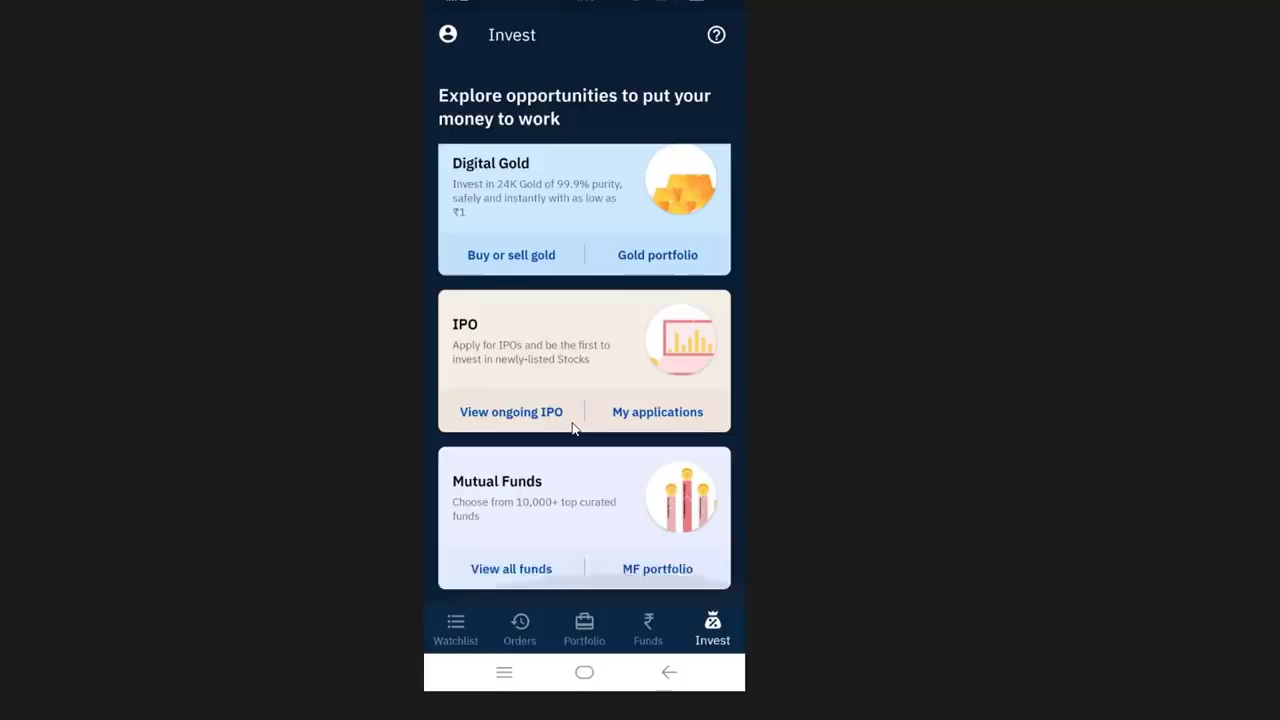 Invest
Explore opportunities to put your
money to work
Digital Gold
Invest in 24K Gold of 99.9% purity,
safely and instantly with as low as
₹1
Buy or sell gold
Gold portfolio
IPO
Apply for IPOs and be the first to
invest in newly-listed Stocks
View ongoing IPO
My applications
Mutual Funds
Choose from 10,000+ top curated
funds
View all funds
MF portfolio
Watchlist
Orders
Portfolio
Funds
Invest